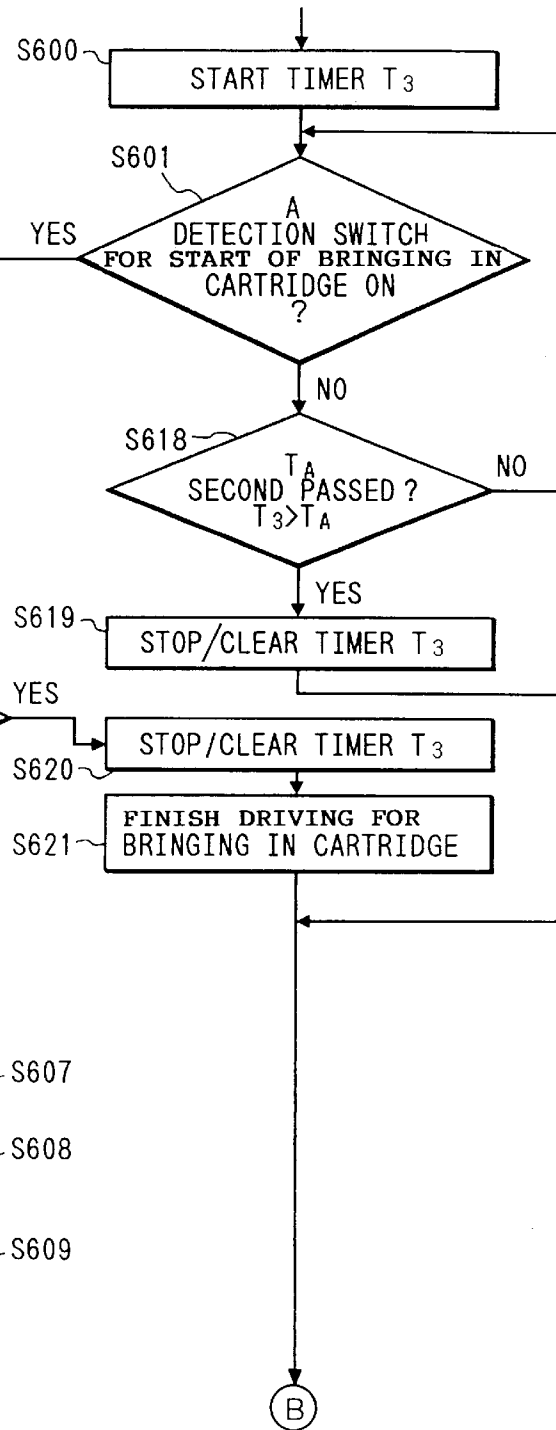 S600
START TIMER T3
S601
YES
A
DETECTION SWITCH
FOR START OF BRINGING IN
CARTRIDGE ON
?
NO
S618
TA
SECOND PASSED ?
T3>TA
NO
YES
S619
STOP/CLEAR TIMER T3
YES
STOP/CLEAR TIMER T3
S620
FINISH DRIVING FOR
S621
BRINGING IN CARTRIDGE
S607
S608
S609
B